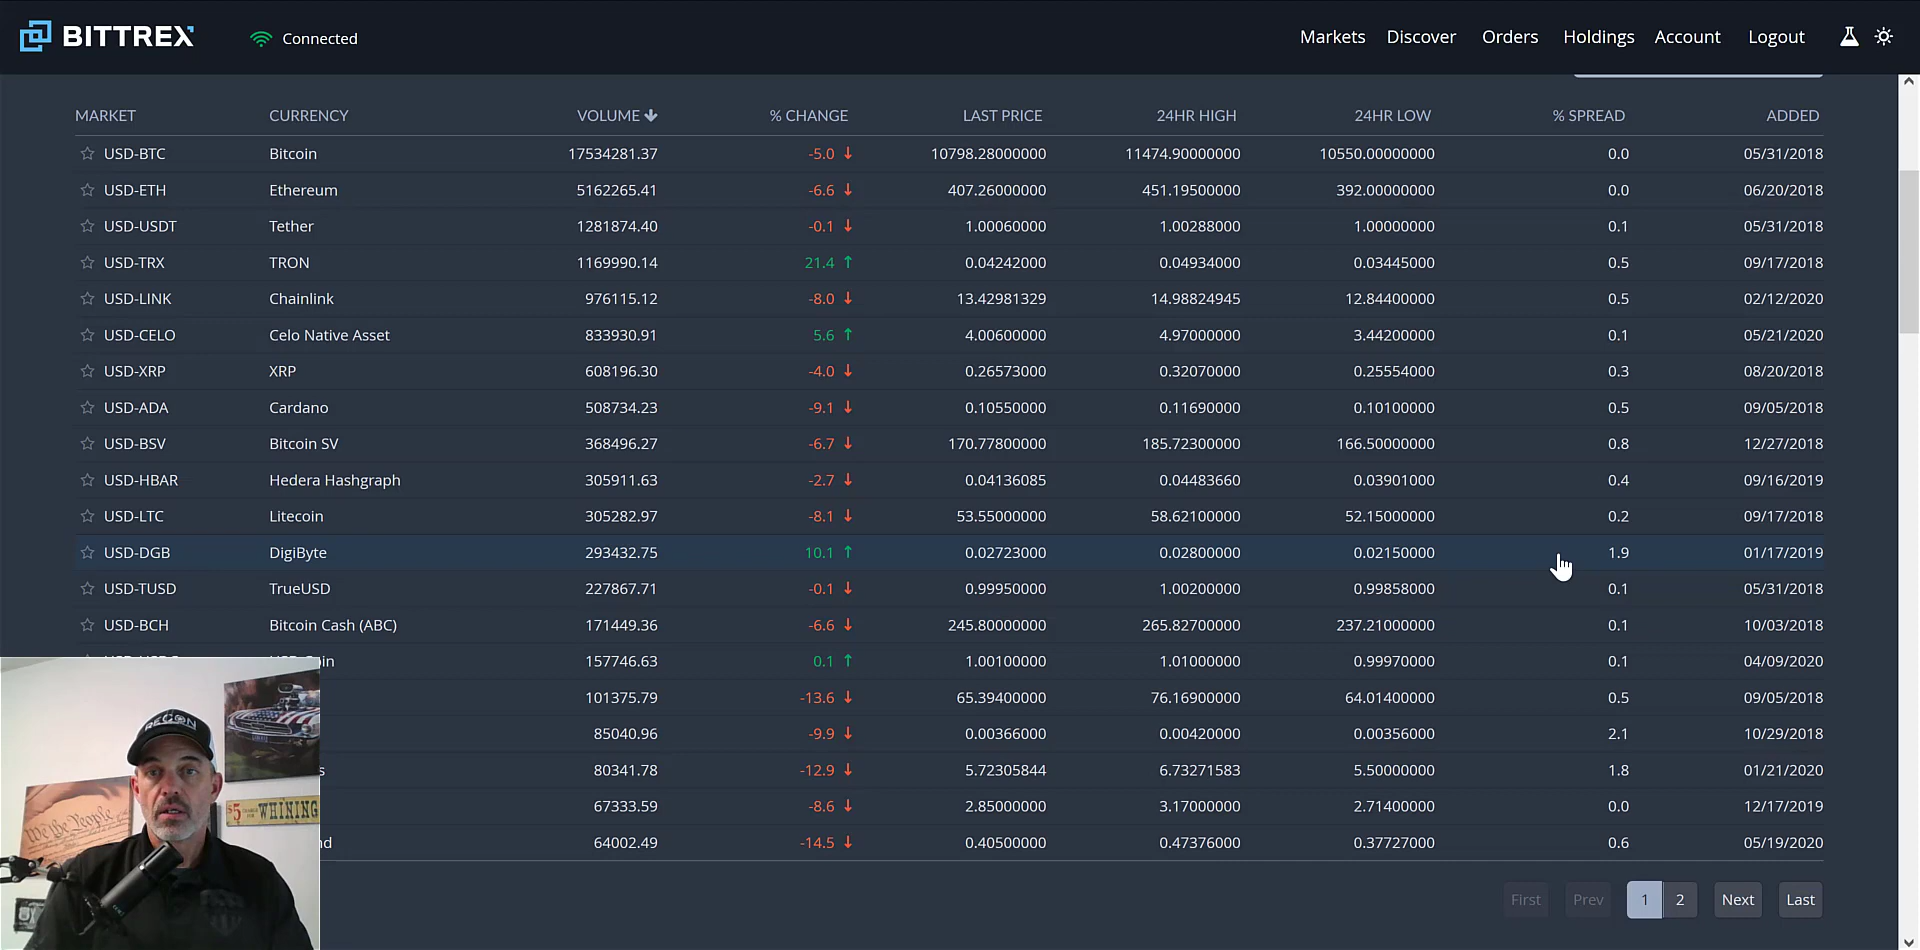 BITTREX Connected Markets Discover Orders Holdings Account Logout
MARKET CURRENCY VOLUME % CHANGE LAST PRICE 24HR HIGH 24HR LOW % SPREAD ADDED
USD-BTC Bitcoin 17534281.37 -5.0 10798.28000000 11474.90000000 10550.00000000 0.0 05/31/2018
USD-ETH Ethereum 5162265.41 -6.6 407.26000000 451.19500000 392.00000000 0.0 06/20/2018
USD-USDT Tether 1281874.40 -0.1 1.00060000 1.00288000 1.00000000 0.1 05/31/2018
USD-TRX TRON 1169990.14 21.4 0.04242000 0.04934000 0.03445000 0.5 09/17/2018
USD-LINK Chainlink 976115.12 -8.0 13.42981329 14.98824945 12.84400000 0.5 02/12/2020
USD-CELO Celo Native Asset 833930.91 5.6 4.00600000 4.97000000 3.44200000 0.1 05/21/2020
USD-XRP XRP 608196.30 -4.0 0.26573000 0.32070000 0.25554000 0.3 08/20/2018
USD-ADA Cardano 508734.23 -9.1 0.10550000 0.11690000 0.10100000 0.5 09/05/2018
USD-BSV Bitcoin SV 368496.27 -6.7 170.77800000 185.72300000 166.50000000 0.8 12/27/2018
USD-HBAR Hedera Hashgraph 305911.63 -2.7 0.04136085 0.04483660 0.03901000 0.4 09/16/2019
USD-LTC Litecoin 305282.97 -8.1 53.55000000 58.62100000 52.15000000 0.2 09/17/2018
USD-DGB DigiByte 293432.75 10.1 0.02723000 0.02800000 0.02150000 1.9 01/17/2019
USD-TUSD TrueUSD 227867.71 -0.1 0.99950000 1.00200000 0.99858000 0.1 05/31/2018
USD-BCH Bitcoin Cash (ABC) 171449.36 -6.6 245.80000000 265.82700000 237.21000000 0.1 10/03/2018
157746.63 0.1 1.00100000 1.01000000 0.99970000 0.1 04/09/2020
101375.79 -13.6 65.39400000 76.16900000 64.01400000 0.5 09/05/2018
85040.96 -9.9 0.00366000 0.00420000 0.00356000 2.1 10/29/2018
s 80341.78 -12.9 5.72305844 6.73271583 5.50000000 1.8 01/21/2020
67333.59 -8.6 2.85000000 3.17000000 2.71400000 0.0 12/17/2019
nd 64002.49 -14.5 0.40500000 0.47376000 0.37727000 0.6 05/19/2020
RECON
We the People
$5 WHINING
First Prev 1 2 Next Last